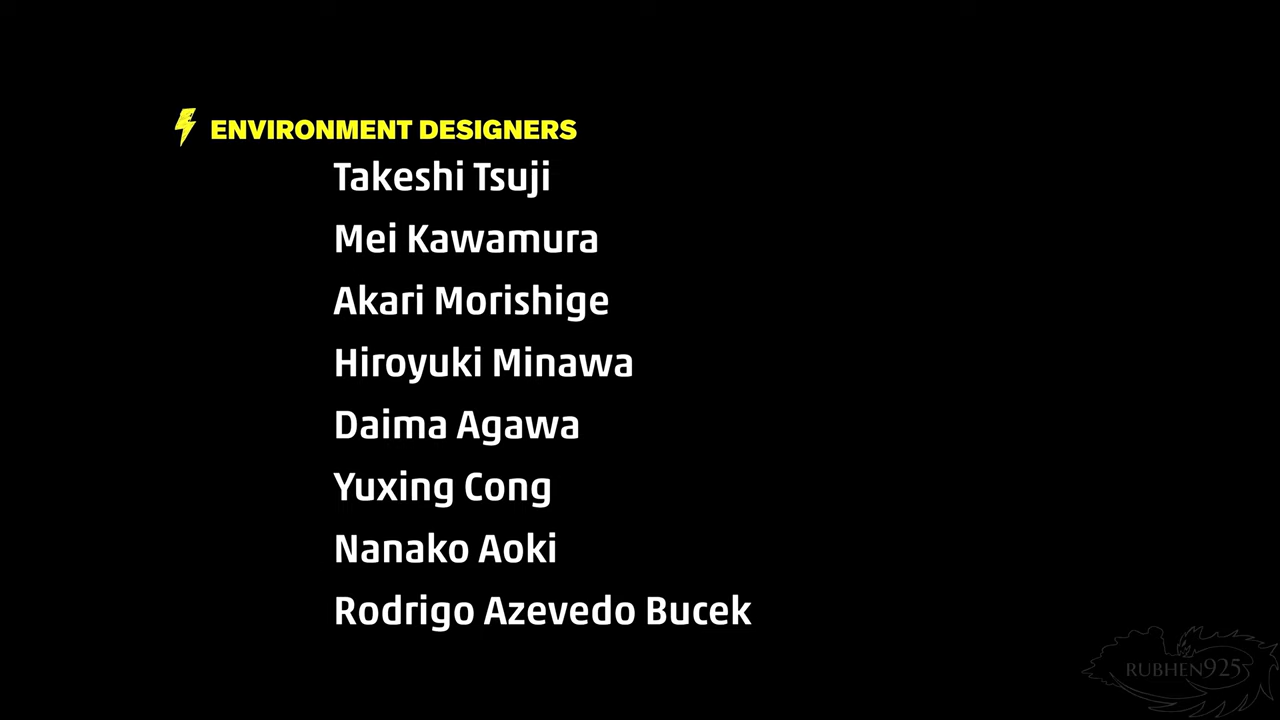 ENVIRONMENT DESIGNERS
Takeshi Tsuji
Mei Kawamura
Akari Morishige
Hiroyuki Minawa
Daima Agawa
Yuxing Cong
Nanako Aoki
Rodrigo Azevedo Bucek
RUBHEN925